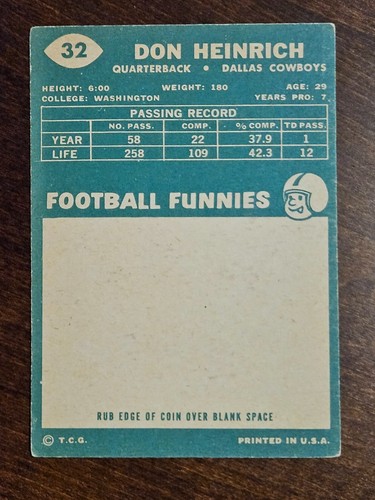 32
DON HEINRICH
QUARTERBACK • DALLAS COWBOYS
HEIGHT: 6:00 WEIGHT: 180 AGE: 29
COLLEGE: WASHINGTON YEARS PRO: 7
PASSING RECORD
NO. PASS. COMP. % COMP. TD PASS.
YEAR 58 22 37.9 1
LIFE 258 109 42.3 12
FOOTBALL FUNNIES
RUB EDGE OF COIN OVER BLANK SPACE
© T.C.G. PRINTED IN U.S.A.